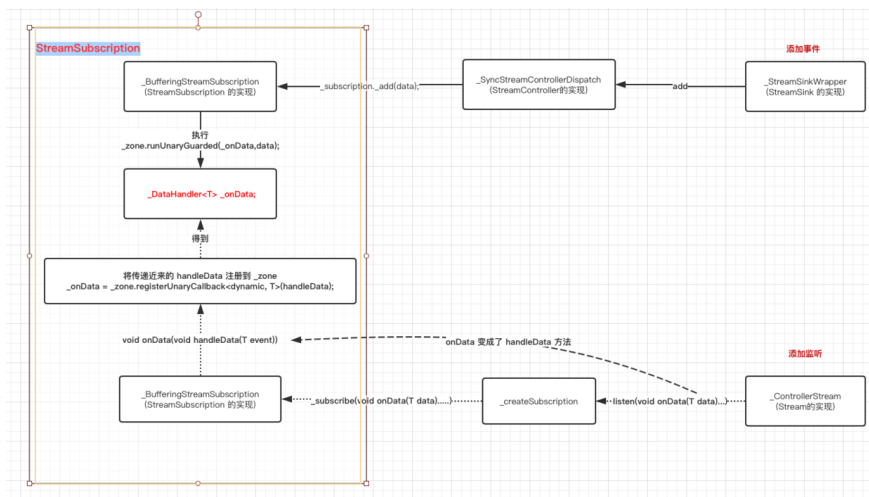 StreamSubscription
添加事件
_BufferingStreamSubscription
(StreamSubscription 的实现)
_subscription._add(data);
_SyncStreamControllerDispatch
(StreamController的实现)
add
_StreamSinkWrapper
(StreamSink 的实现)
执行
_zone.runUnaryGuarded(_onData,data);
_DataHandler<T> _onData;
得到
将传递近来的 handleData 注册到 _zone
_onData = _zone.registerUnaryCallback<dynamic, T>(handleData);
void onData(void handleData(T event))
onData 变成了 handleData 方法
添加监听
_BufferingStreamSubscription
(StreamSubscription 的实现)
_subscribe(void onData(T data).....)
_createSubscription
listen(void onData(T data)...)
_ControllerStream
(Stream的实现)